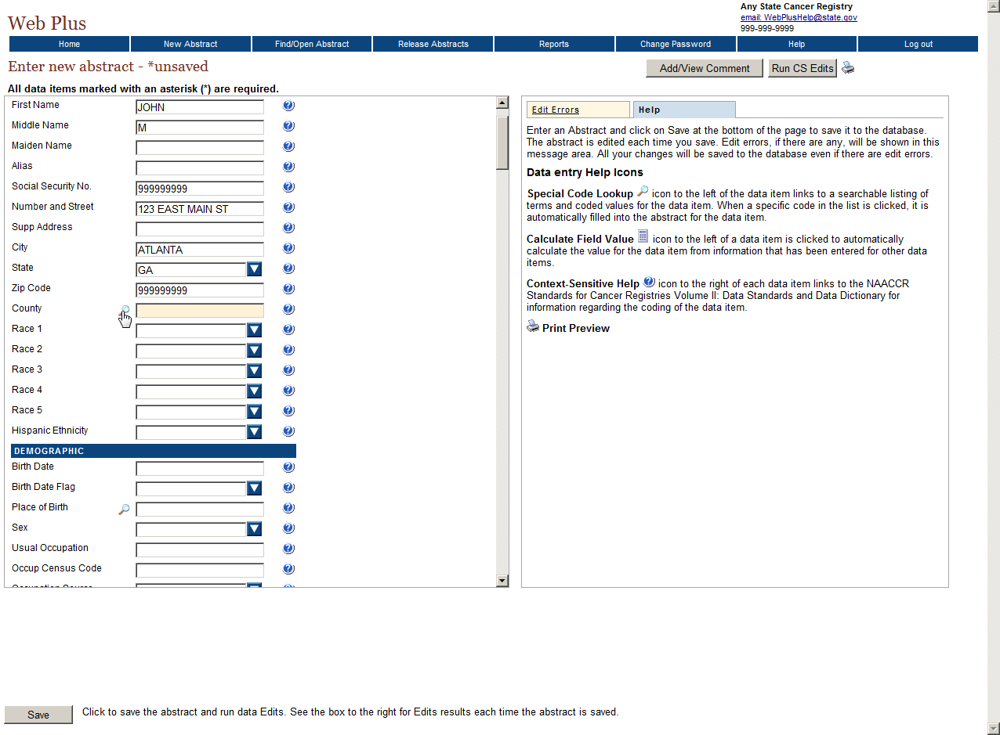 Any State Cancer Registry
email: WebPlusHelp@state.gov
999-999-9999
Web Plus
Home New Abstract Find/Open Abstract Release Abstracts Reports Change Password Help Log out
Enter new abstract - *unsaved
Add/View Comment Run CS Edits
All data items marked with an asterisk (*) are required.
First Name JOHN
Middle Name M
Maiden Name
Alias
Social Security No. 999999999
Number and Street 123 EAST MAIN ST
Supp Address
City ATLANTA
State GA
Zip Code 999999999
County
Race 1
Race 2
Race 3
Race 4
Race 5
Hispanic Ethnicity
DEMOGRAPHIC
Birth Date
Birth Date Flag
Place of Birth
Sex
Usual Occupation
Occup Census Code
Occupation Source
Edit Errors Help
Enter an Abstract and click on Save at the bottom of the page to save it to the database.
The abstract is edited each time you save. Edit errors, if there are any, will be shown in this
message area. All your changes will be saved to the database even if there are edit errors.
Data entry Help Icons
Special Code Lookup icon to the left of the data item links to a searchable listing of
terms and coded values for the data item. When a specific code in the list is clicked, it is
automatically filled into the abstract for the data item.
Calculate Field Value icon to the left of a data item is clicked to automatically
calculate the value for the data item from information that has been entered for other data
items.
Context-Sensitive Help icon to the right of each data item links to the NAACCR
Standards for Cancer Registries Volume II: Data Standards and Data Dictionary for
information regarding the coding of the data item.
Print Preview
Save Click to save the abstract and run data Edits. See the box to the right for Edits results each time the abstract is saved.